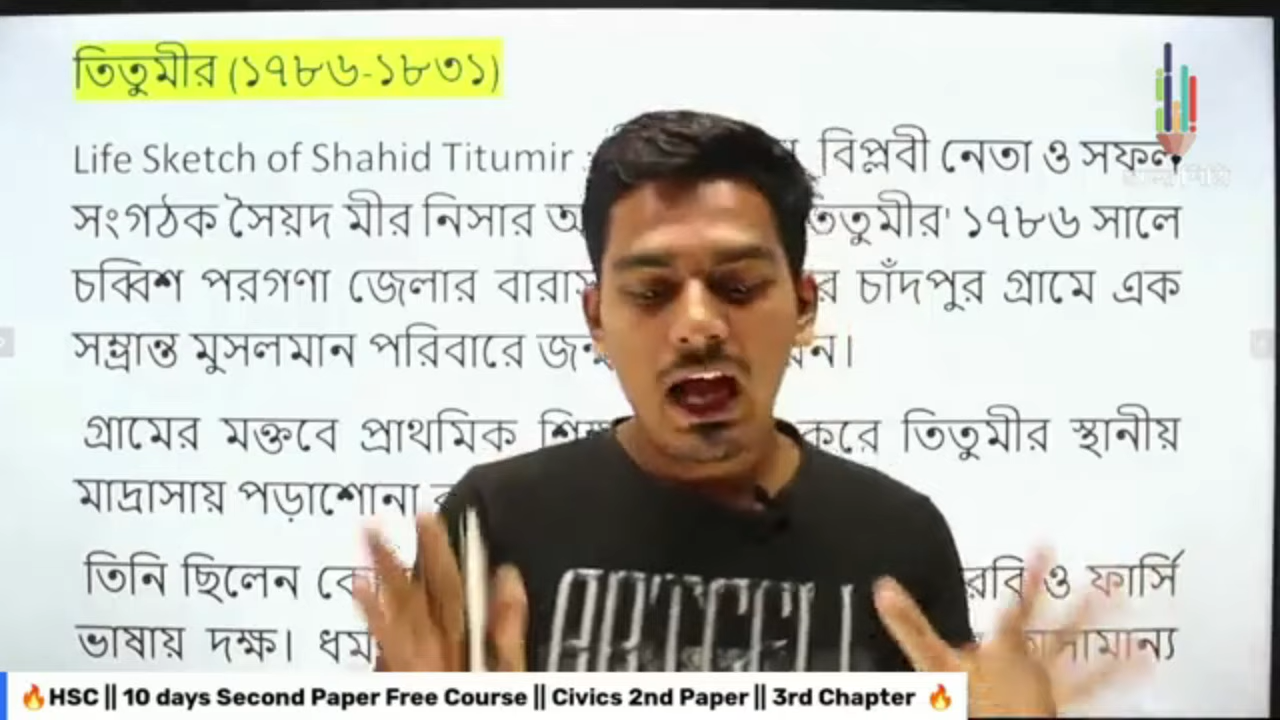 তিতুমীর (১৭৮৬-১৮৩১)
Life Sketch of Shahid Titumir : বিপ্লবী নেতা ও সফল
সংগঠক সৈয়দ মীর নিসার তিতুমীর' ১৭৮৬ সালে
চব্বিশ পরগণা জেলার চাঁদপুর গ্রামে এক
সম্ভ্রান্ত মুসলমান পরিবারে
গ্রামের মক্তবে প্রাথমিক করে তিতুমীর স্থানীয়
মাদ্রাসায় পড়াশোনা
তিনি ছিলেন ও ফার্সি
ভাষায় দক্ষ।
ARTCELL
🔥HSC || 10 days Second Paper Free Course || Civics 2nd Paper || 3rd Chapter 🔥